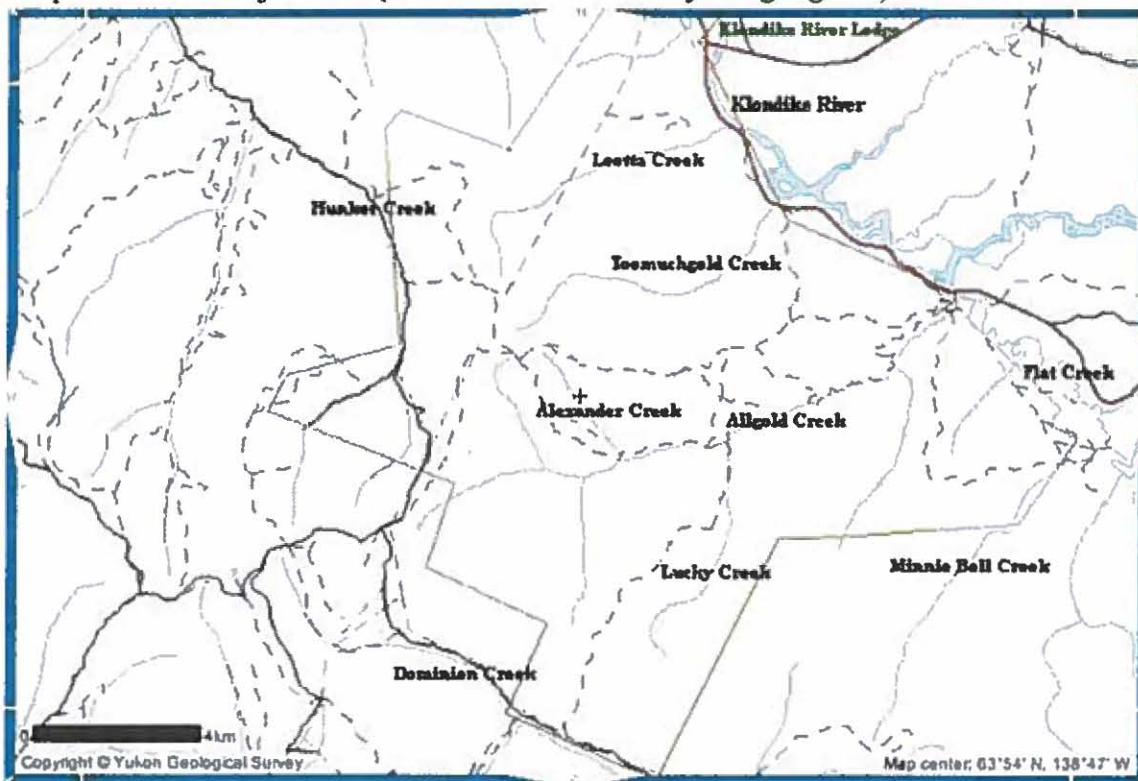 Klondike River Lodge
Klondike River
Leotta Creek
Hunker Creek
Toomuchgold Creek
Flat Creek
Alexander Creek
Allgold Creek
Lucky Creek
Minnie Bell Creek
Dominion Creek
0 4km
Copyright © Yukon Geological Survey
Map center: 63°54' N, 138°47' W